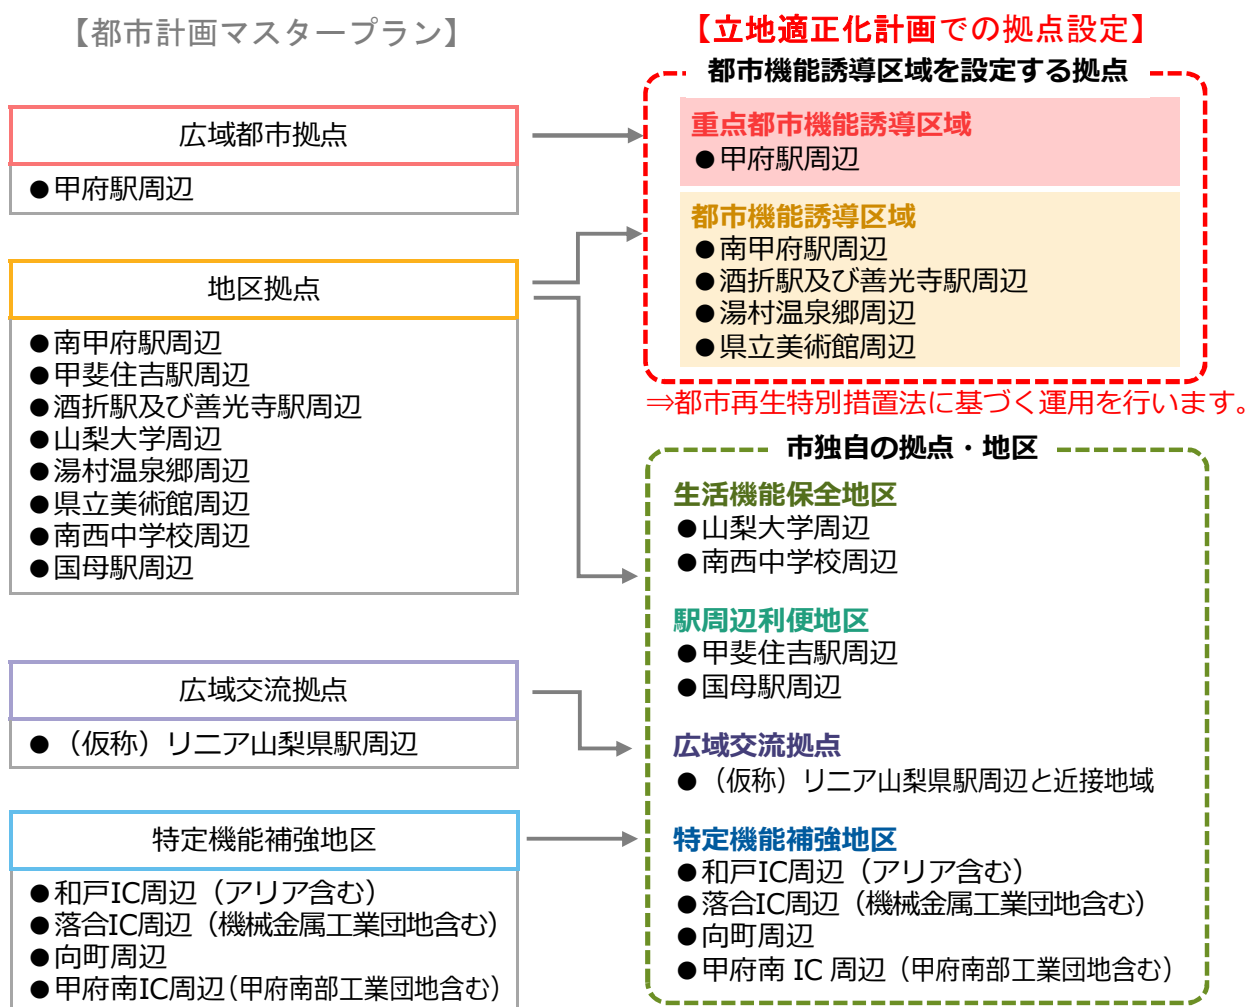 【都市計画マスタープラン】
広域都市拠点
●甲府駅周辺
地区拠点
●南甲府駅周辺
●甲斐住吉駅周辺
●酒折駅及び善光寺駅周辺
●山梨大学周辺
●湯村温泉郷周辺
●県立美術館周辺
●南西中学校周辺
●国母駅周辺
広域交流拠点
●（仮称）リニア山梨県駅周辺
特定機能補強地区
●和戸IC周辺（アリア含む）
●落合IC周辺（機械金属工業団地含む）
●向町周辺
●甲府南IC周辺（甲府南部工業団地含む）
【立地適正化計画での拠点設定】
都市機能誘導区域を設定する拠点
重点都市機能誘導区域
●甲府駅周辺
都市機能誘導区域
●南甲府駅周辺
●酒折駅及び善光寺駅周辺
●湯村温泉郷周辺
●県立美術館周辺
⇒都市再生特別措置法に基づく運用を行います。
市独自の拠点・地区
生活機能保全地区
●山梨大学周辺
●南西中学校周辺
駅周辺利便地区
●甲斐住吉駅周辺
●国母駅周辺
広域交流拠点
●（仮称）リニア山梨県駅周辺と近接地域
特定機能補強地区
●和戸IC周辺（アリア含む）
●落合IC周辺（機械金属工業団地含む）
●向町周辺
●甲府南 IC 周辺（甲府南部工業団地含む）